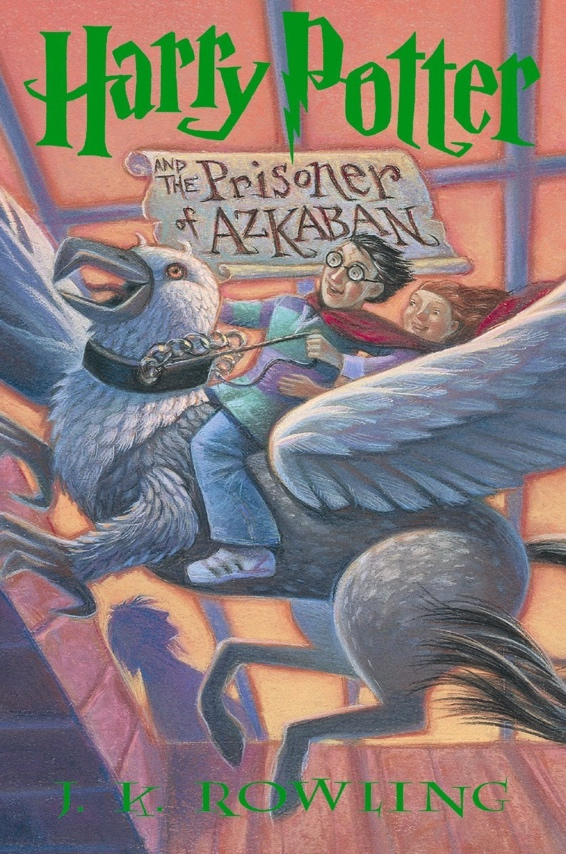 Harry Potter
AND
THE Prisoner
of AZKABAN
J. K. ROWLING